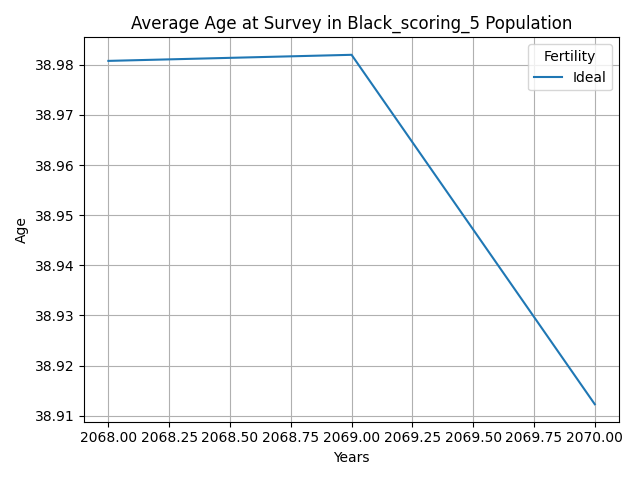 Average Age at Survey in Black_scoring_5 Population
Fertility
Ideal
Age
38.98
38.97
38.96
38.95
38.94
38.93
38.92
38.91
2068.00 2068.25 2068.50 2068.75 2069.00 2069.25 2069.50 2069.75 2070.00
Years